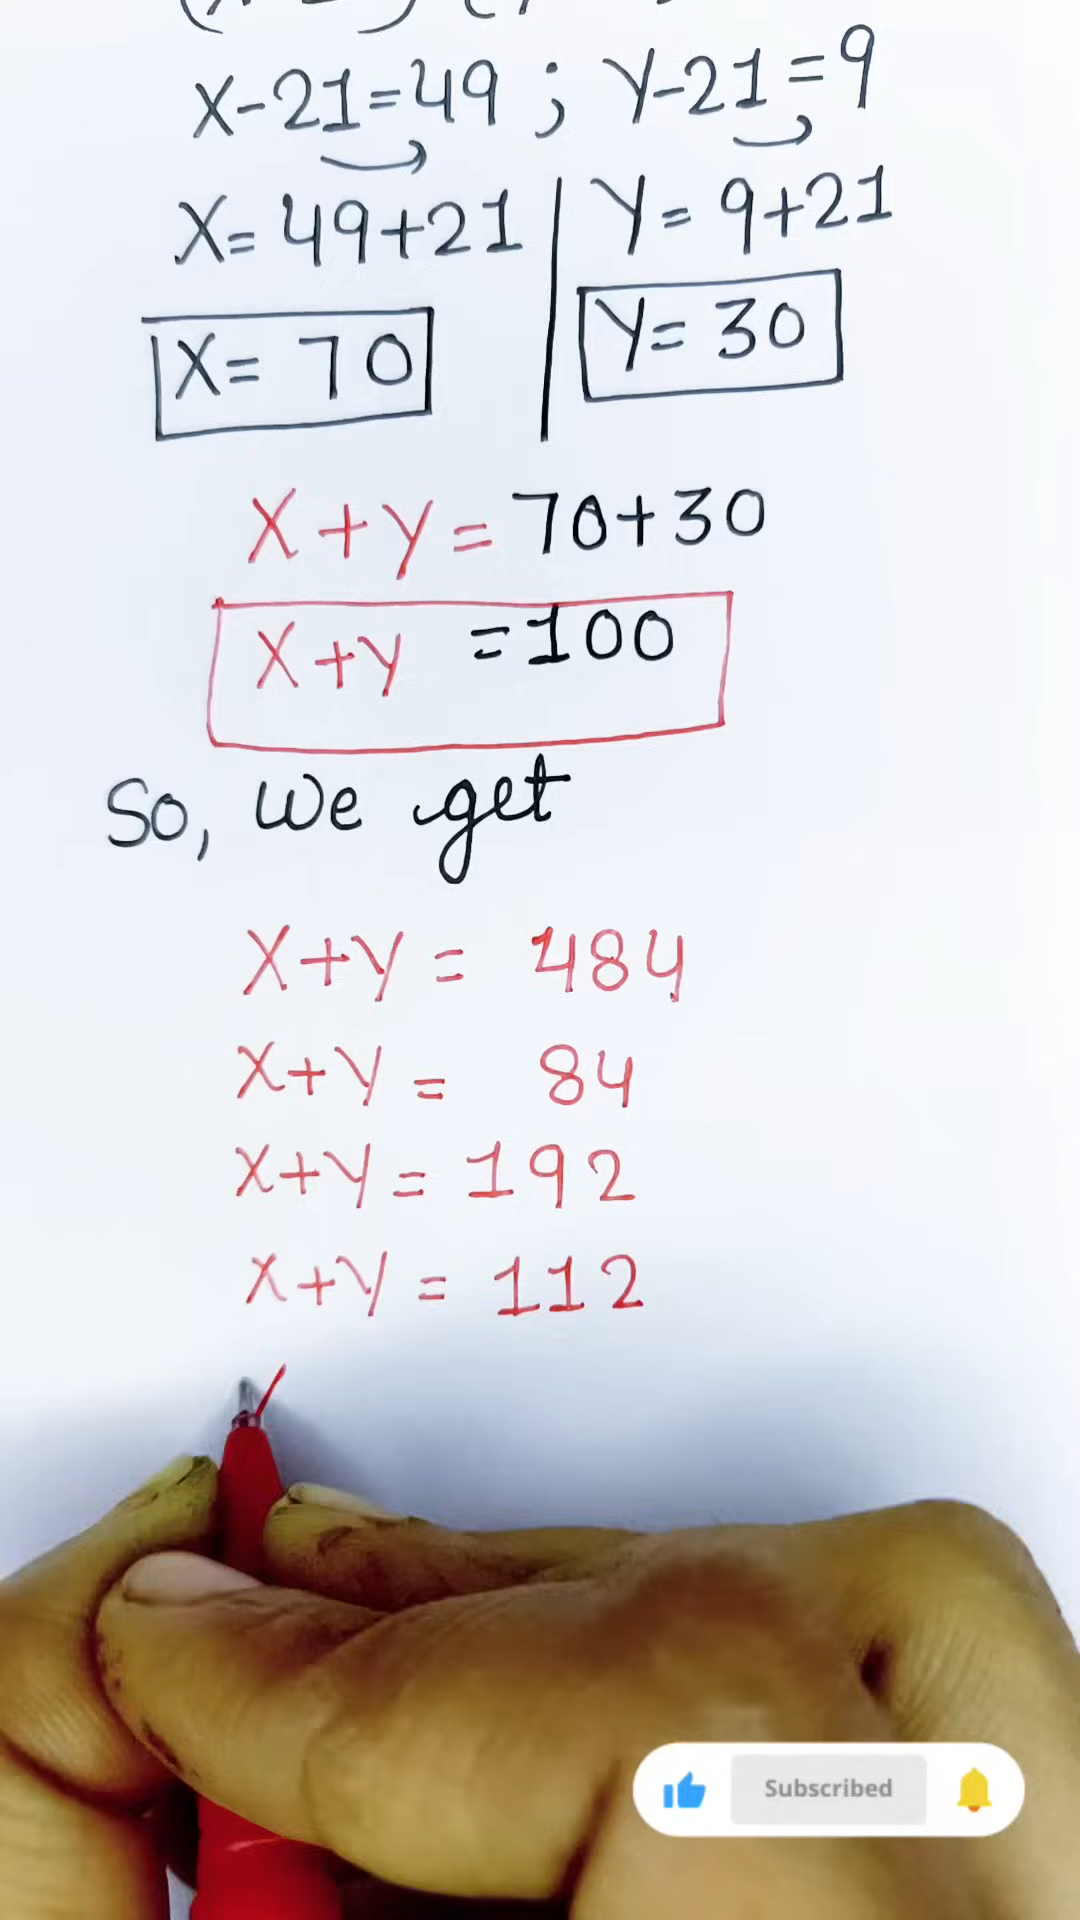 X-21=49 ; Y-21=9
X= 49+21 | Y= 9+21
X= 70 | Y= 30
X+Y= 70+30
X+Y =100
So, We get
X+Y = 484
X+Y = 84
X+Y = 192
X+Y = 112
Subscribed